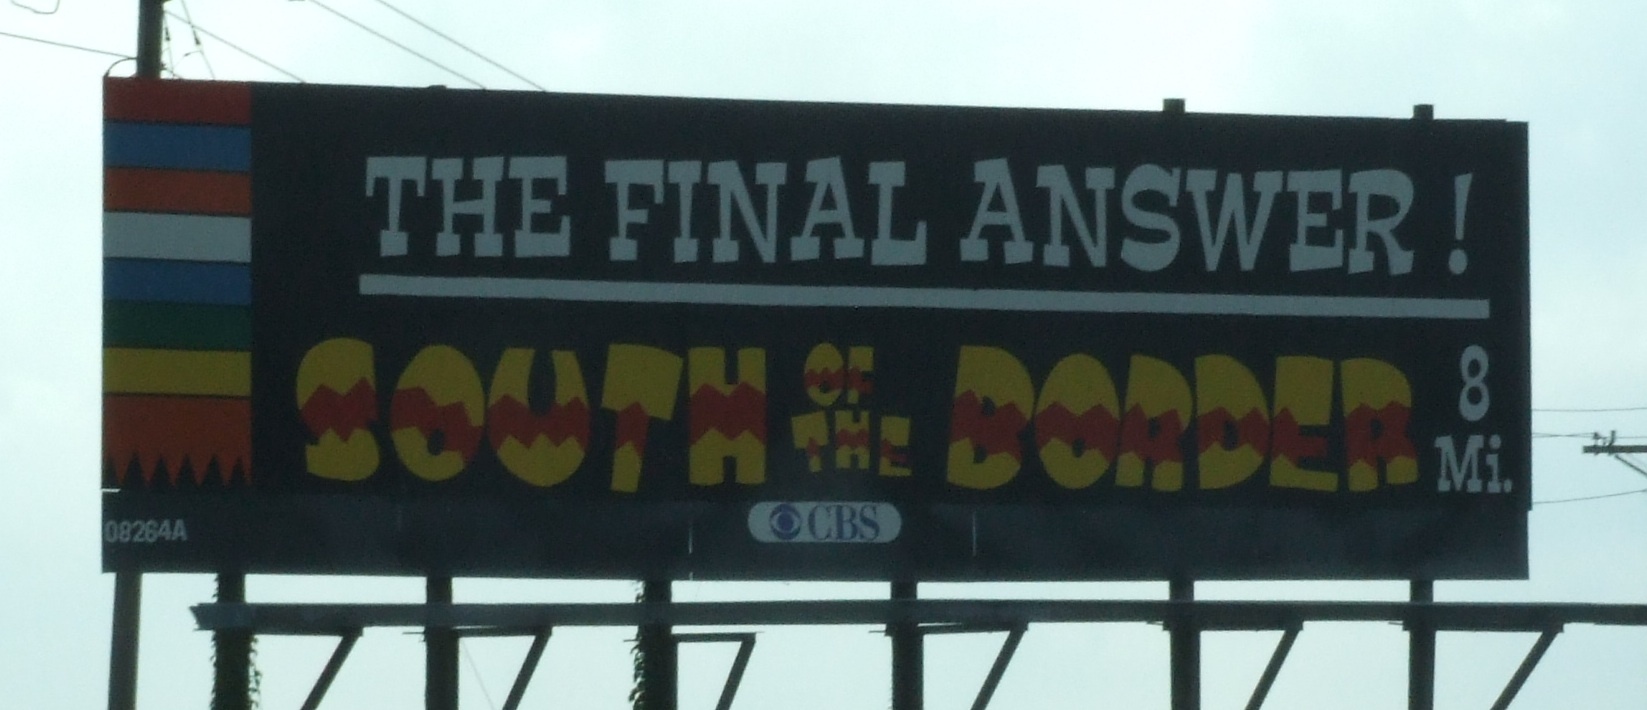 THE FINAL ANSWER!
SOUTH OF THE BORDER 8 Mi.
08264A
CBS